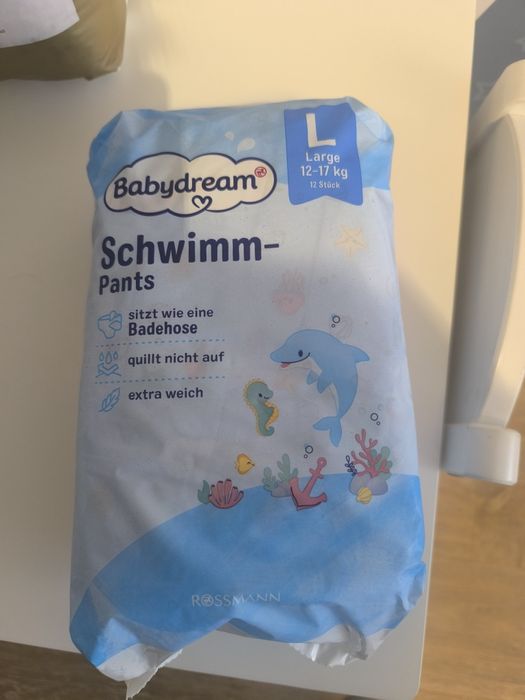 L
Large
12-17 kg
12 Stück
Babydream
Schwimm-
Pants
sitzt wie eine
Badehose
quillt nicht auf
extra weich
ROSSMANN